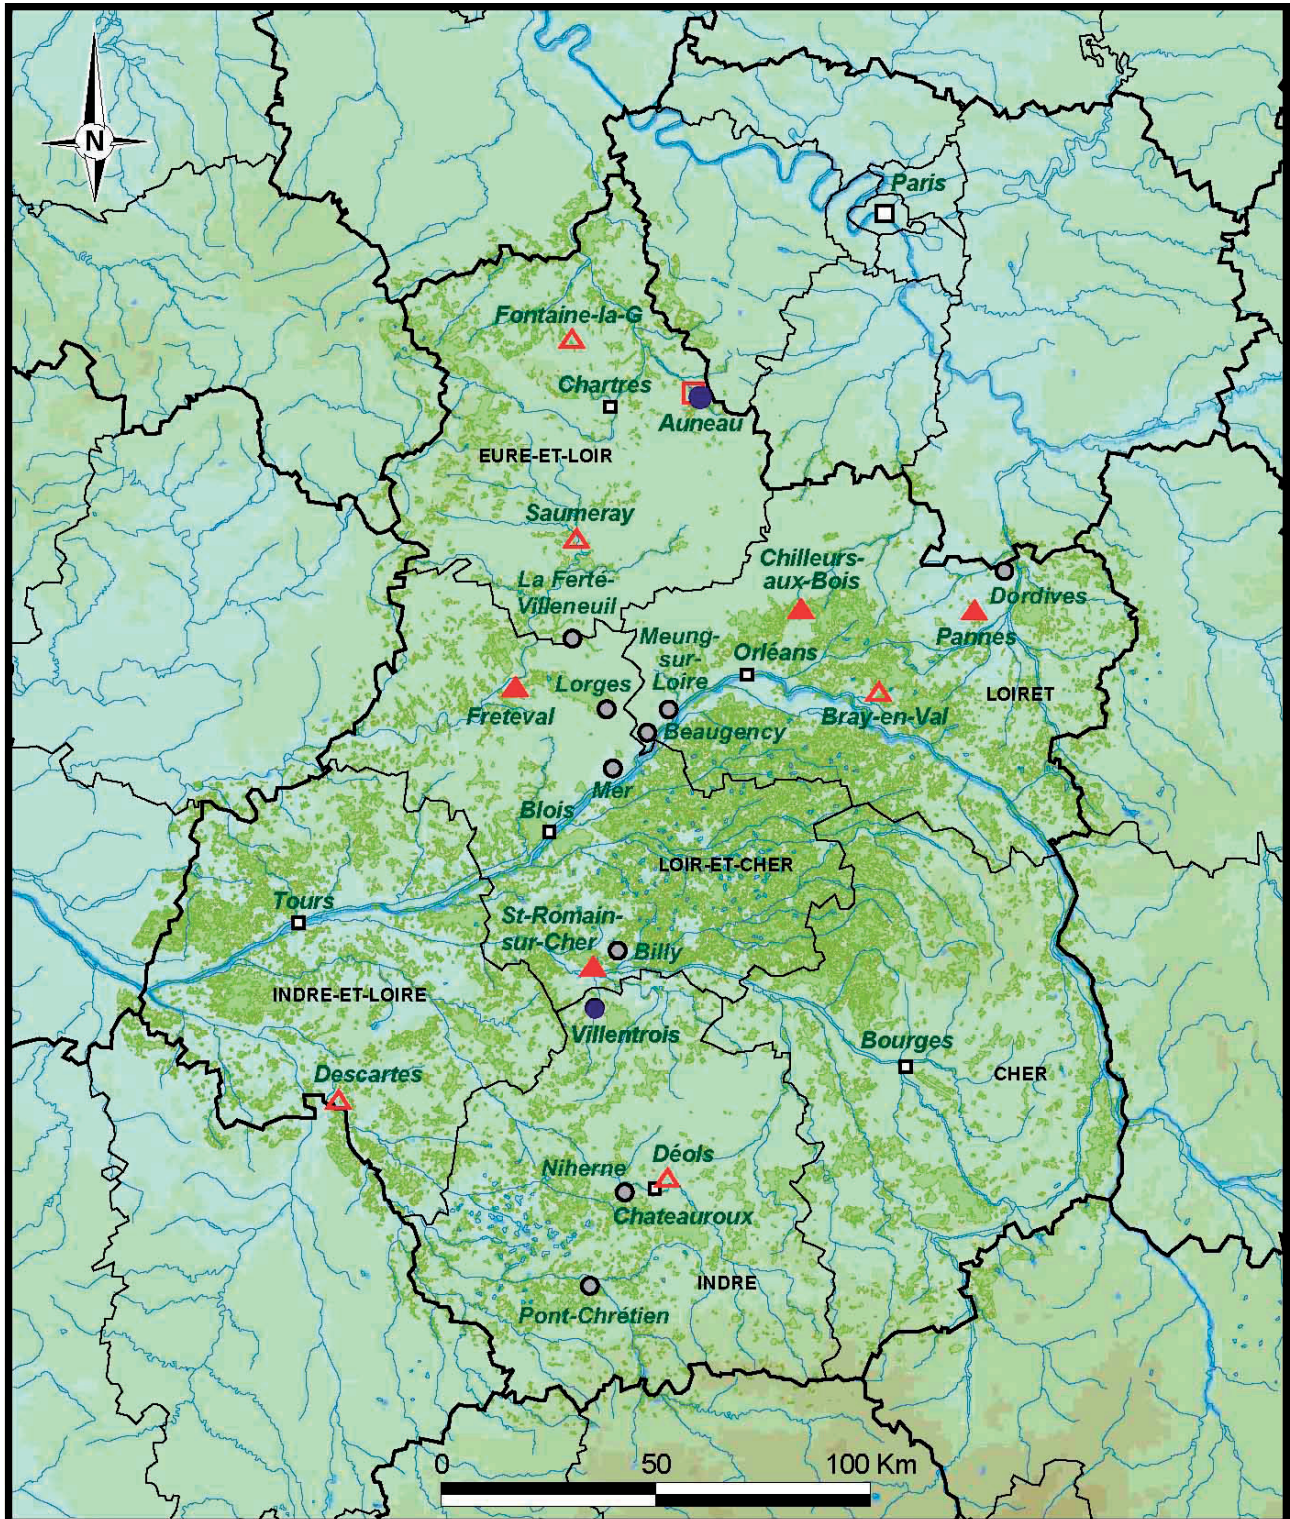 N
Paris
Fontaine-la-G
Chartres
Auneau
EURE-ET-LOIR
Saumeray
La Ferté-
Villeneuil
Chilleurs-
aux-Bois
Dordives
Pannes
Meung-
sur-
Loire
Orléans
Lorges
LOIRET
Freteval
Bray-en-Val
Beaugency
Mer
Blois
LOIR-ET-CHER
Tours
St-Romain-
sur-Cher
Billy
INDRE-ET-LOIRE
Villentrois
Bourges
CHER
Descartes
Déols
Niherne
Chateauroux
INDRE
Pont-Chrétien
0 50 100 Km